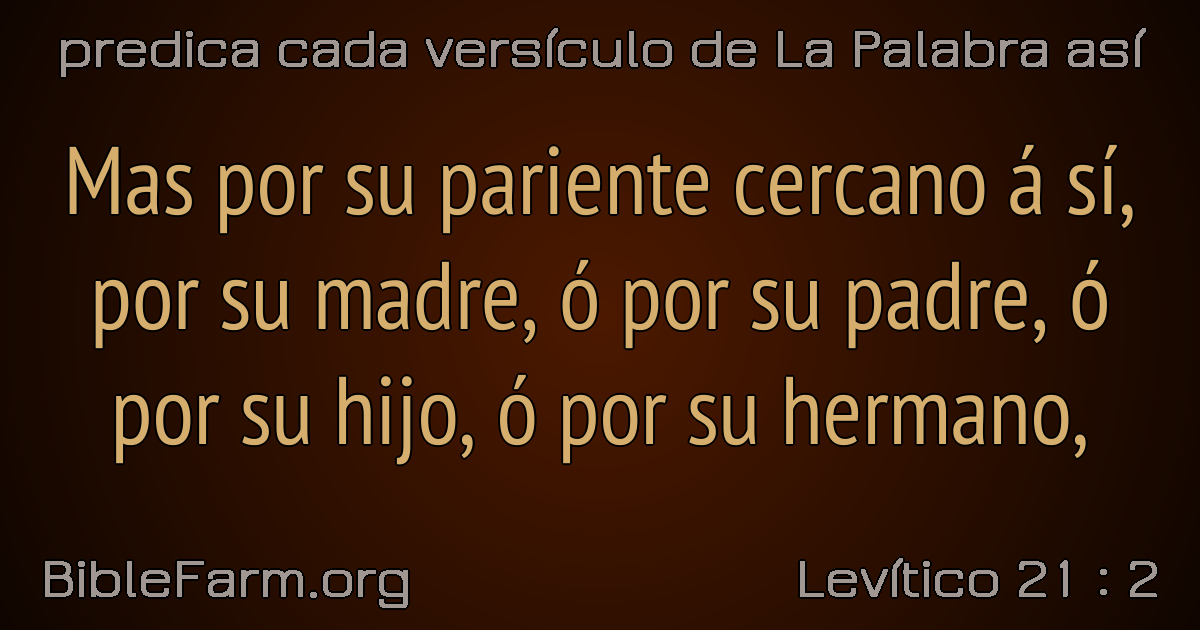 predica cada versículo de La Palabra así
Mas por su pariente cercano á sí,
por su madre, ó por su padre, ó
por su hijo, ó por su hermano,
BibleFarm.org
Levítico 21 : 2